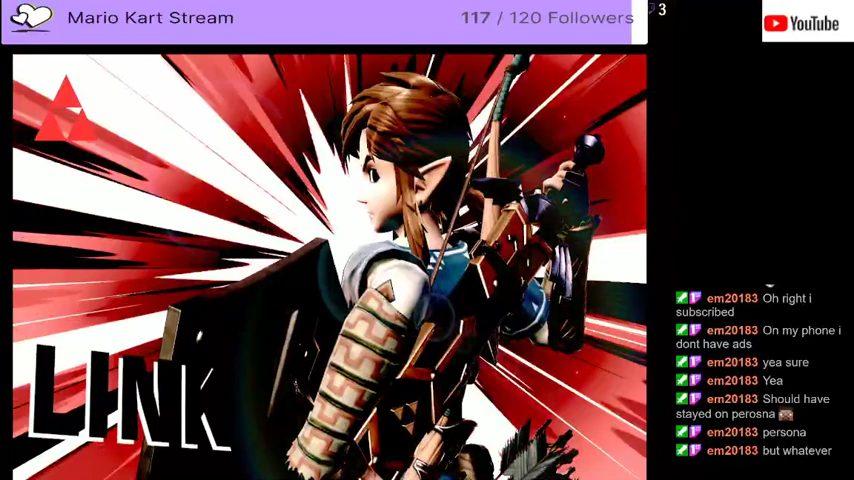 Mario Kart Stream
117 / 120 Followers
3
YouTube
LINK
em20183 Oh right i
subscribed
em20183 On my phone i
dont have ads
em20183 yea sure
em20183 Yea
em20183 Should have
stayed on perosna
em20183 persona
em20183 but whatever